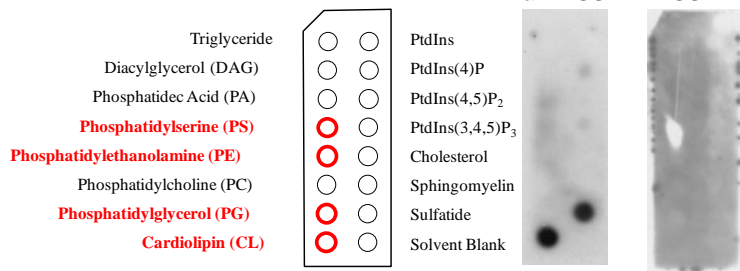 Triglyceride PtdIns
Diacylglycerol (DAG) PtdIns(4)P
Phosphatidec Acid (PA) PtdIns(4,5)P2
Phosphatidylserine (PS) PtdIns(3,4,5)P3
Phosphatidylethanolamine (PE) Cholesterol
Phosphatidylcholine (PC) Sphingomyelin
Phosphatidylglycerol (PG) Sulfatide
Cardiolipin (CL) Solvent Blank